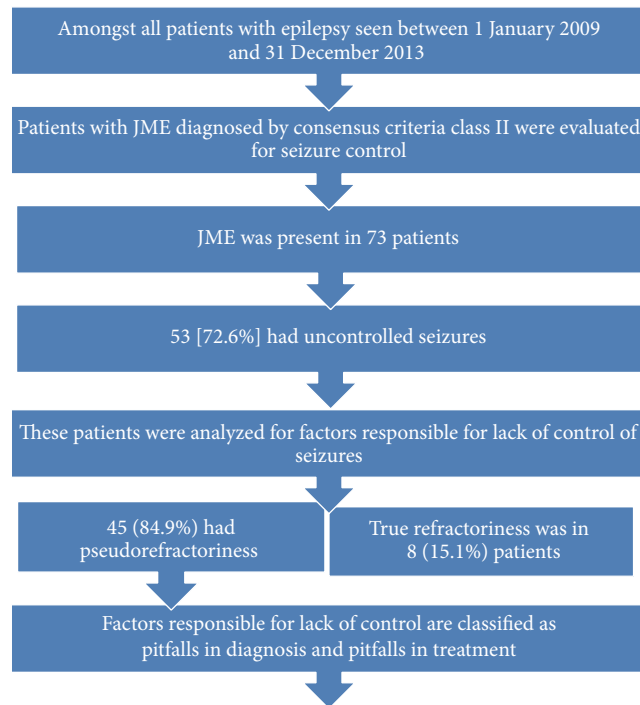 Amongst all patients with epilepsy seen between 1 January 2009
and 31 December 2013
Patients with JME diagnosed by consensus criteria class II were evaluated
for seizure control
JME was present in 73 patients
53 [72.6%] had uncontrolled seizures
These patients were analyzed for factors responsible for lack of control of
seizures
45 (84.9%) had
pseudorefractoriness
True refractoriness was in
8 (15.1%) patients
Factors responsible for lack of control are classified as
pitfalls in diagnosis and pitfalls in treatment